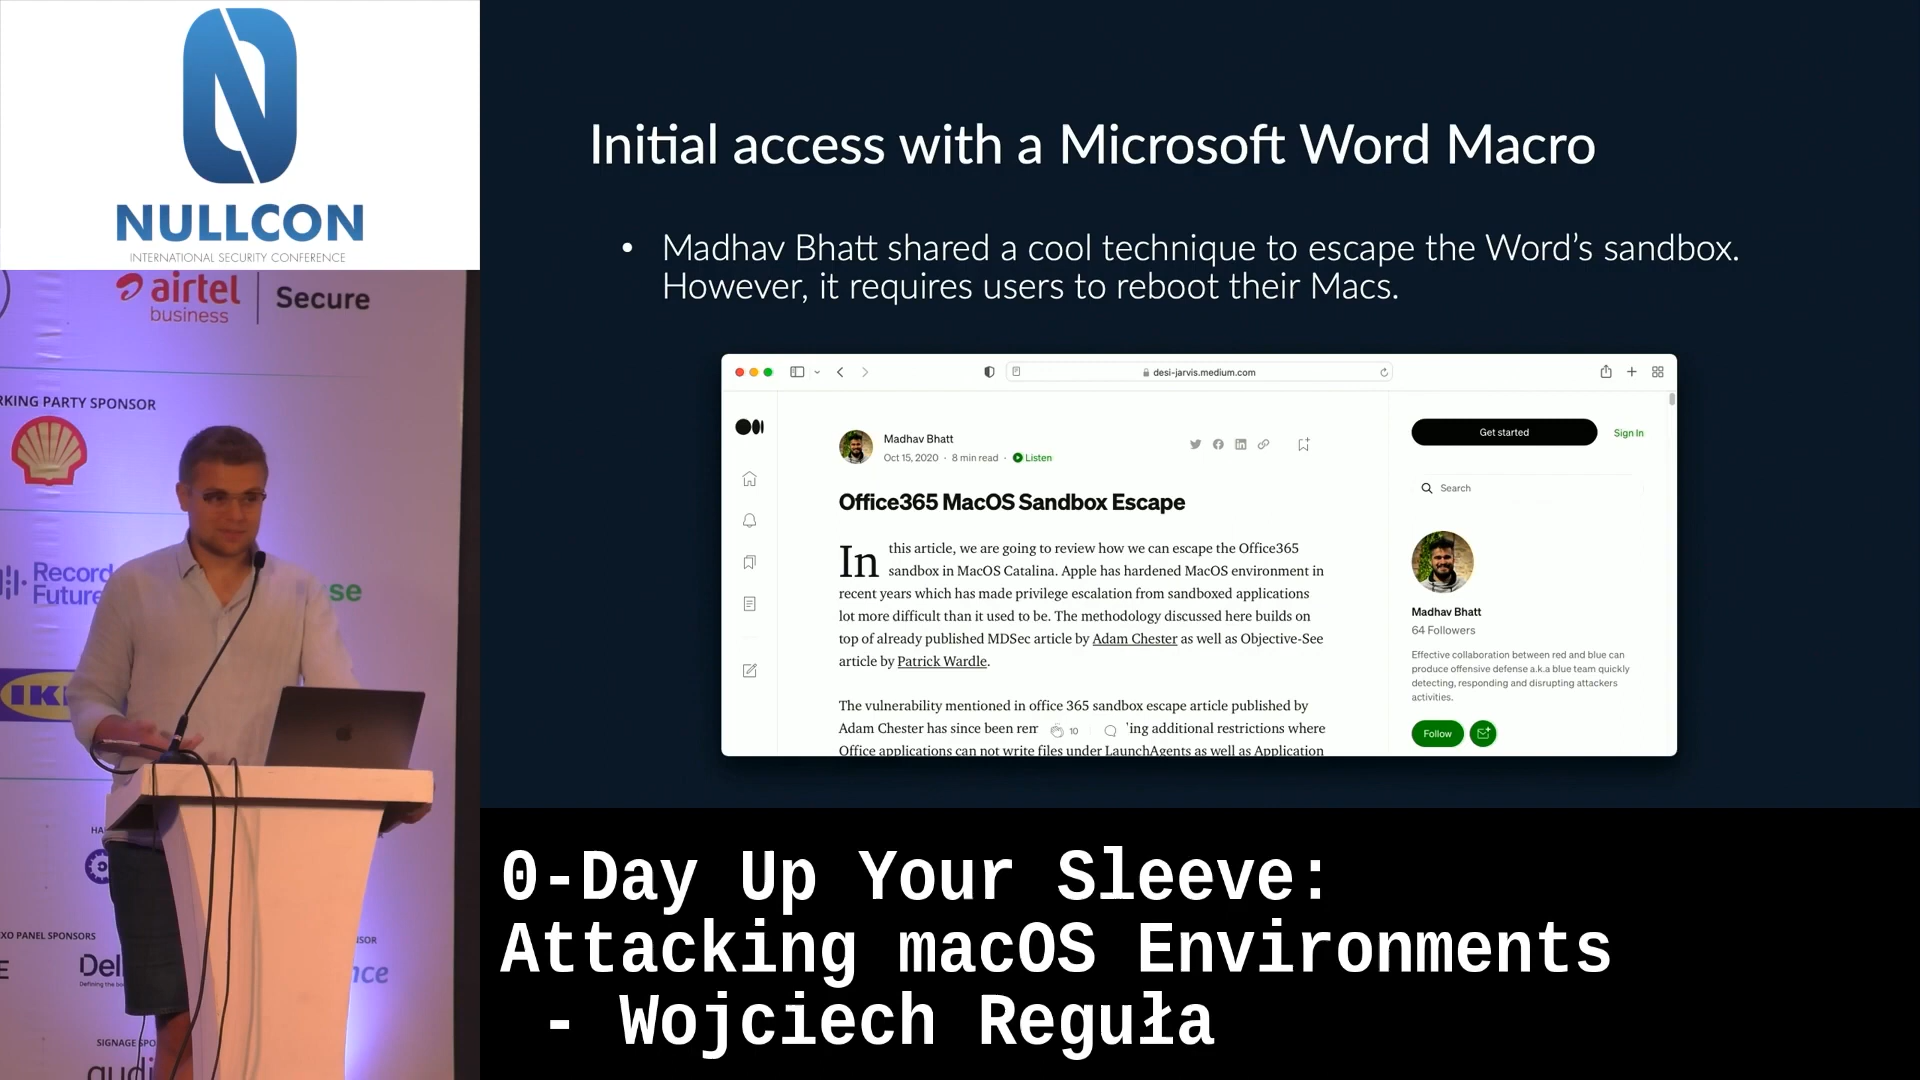 NULLCON
INTERNATIONAL SECURITY CONFERENCE
airtel
business
Secure
RKING PARTY SPONSOR
Record
Future
se
IK
HA
XO PANEL SPONSORS
SOR
E
Del
Defining the bo
nce
SIGNAGE SPO
audi
Initial access with a Microsoft Word Macro
• Madhav Bhatt shared a cool technique to escape the Word’s sandbox.
However, it requires users to reboot their Macs.
desi-jarvis.medium.com
Madhav Bhatt
Oct 15, 2020 · 8 min read · Listen
Office365 MacOS Sandbox Escape
In this article, we are going to review how we can escape the Office365
sandbox in MacOS Catalina. Apple has hardened MacOS environment in
recent years which has made privilege escalation from sandboxed applications
lot more difficult than it used to be. The methodology discussed here builds on
top of already published MDSec article by Adam Chester as well as Objective-See
article by Patrick Wardle.
The vulnerability mentioned in office 365 sandbox escape article published by
Adam Chester has since been rem 10 ing additional restrictions where
Office applications can not write files under LaunchAgents as well as Application
Get started
Sign In
Search
Madhav Bhatt
64 Followers
Effective collaboration between red and blue can
produce offensive defense a.k.a blue team quickly
detecting, responding and disrupting attackers
activities.
Follow
0-Day Up Your Sleeve:
Attacking macOS Environments
- Wojciech Reguła